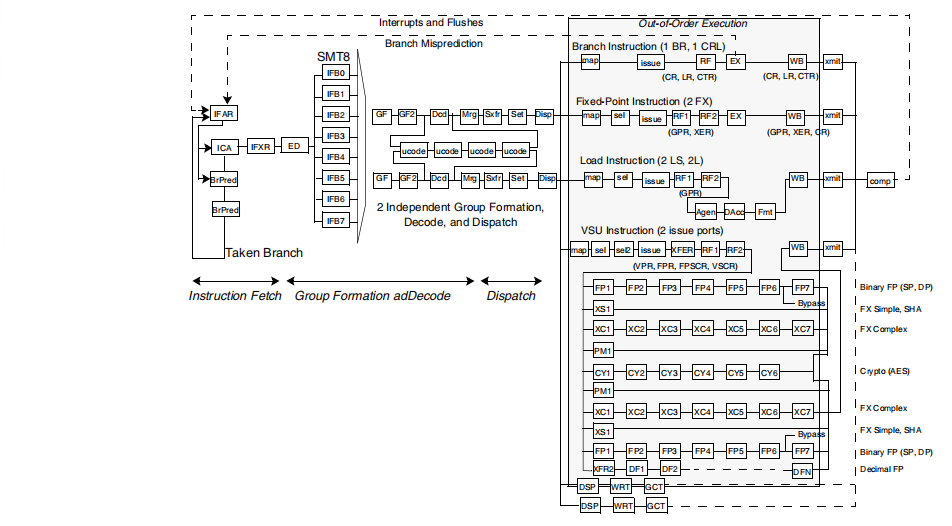 Interrupts and Flushes
Out-of-Order Execution
Branch Misprediction
Branch Instruction (1 BR, 1 CRL)
SMT8
map issue RF EX WB xmit
(CR, LR, CTR) (CR, LR, CTR)
IFB0
IFB1
IFB2
IFB3
IFB4
IFB5
IFB6
IFB7
IFAR
ICA IFXR ED
BrPred
BrPred
Taken Branch
GF GF2 Dcd Mrg Sxfr Set Disp
ucode ucode ucode ucode
GF GF2 Dcd Mrg Sxfr Set Disp
2 Independent Group Formation,
Decode, and Dispatch
Fixed-Point Instruction (2 FX)
map sel issue RF1 RF2 EX WB xmit
(GPR, XER) (GPR, XER, CR)
Load Instruction (2 LS, 2L)
map sel issue RF1 RF2 WB xmit comp
(GPR)
Agen DAcc Fmt
VSU Instruction (2 issue ports)
map sel sel2 issue XFER RF1 RF2 WB xmit
(VPR, FPR, FPSCR, VSCR)
Instruction Fetch Group Formation adDecode Dispatch
FP1 FP2 FP3 FP4 FP5 FP6 FP7 Binary FP (SP, DP)
Bypass
XS1 FX Simple, SHA
XC1 XC2 XC3 XC4 XC5 XC6 XC7 FX Complex
PM1
CY1 CY2 CY3 CY4 CY5 CY6 Crypto (AES)
PM1
XC1 XC2 XC3 XC4 XC5 XC6 XC7 FX Complex
XS1 FX Simple, SHA
Bypass
FP1 FP2 FP3 FP4 FP5 FP6 FP7 Binary FP (SP, DP)
XFR2 DF1 DF2 DFN Decimal FP
DSP WRT GCT
DSP WRT GCT